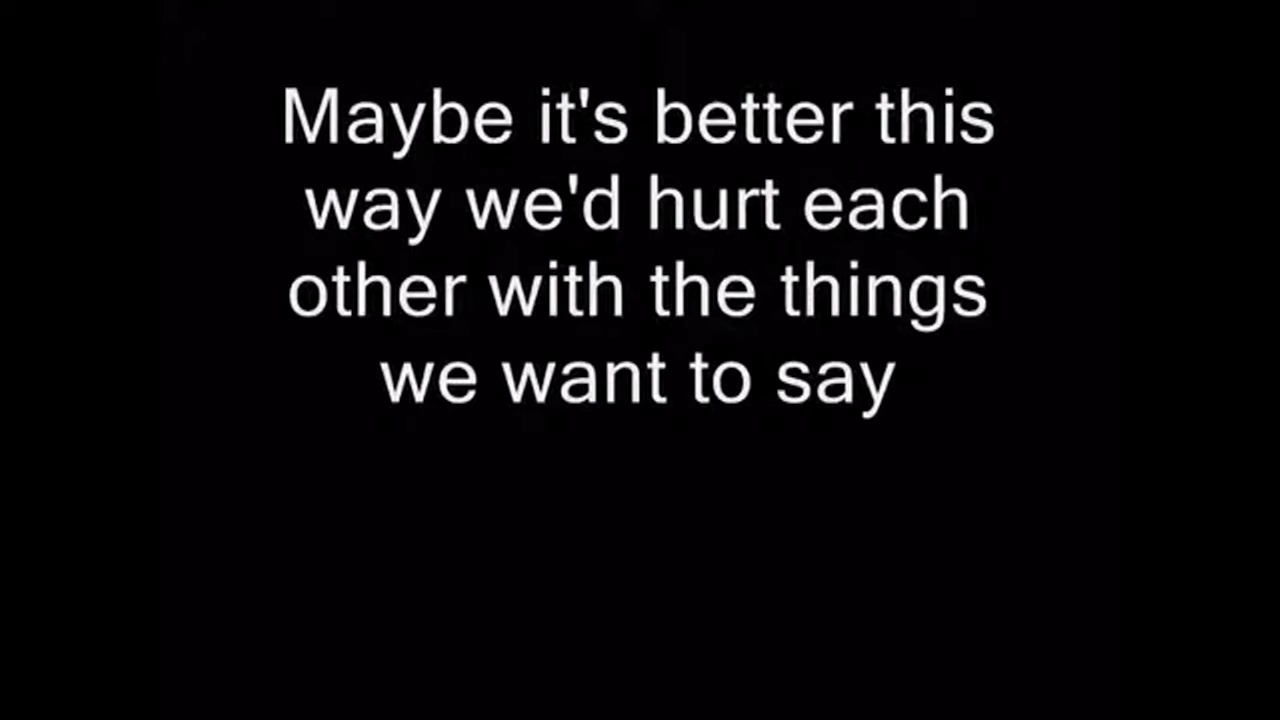 Maybe it's better this
way we'd hurt each
other with the things
we want to say